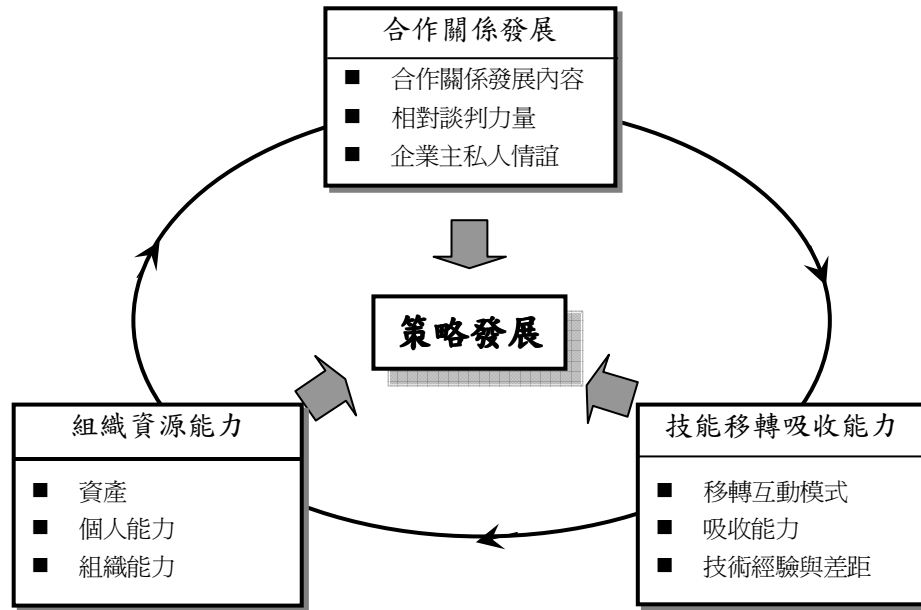 合作關係發展
■ 合作關係發展內容
■ 相對談判力量
■ 企業主私人情誼
策略發展
組織資源能力
■ 資產
■ 個人能力
■ 組織能力
技能移轉吸收能力
■ 移轉互動模式
■ 吸收能力
■ 技術經驗與差距